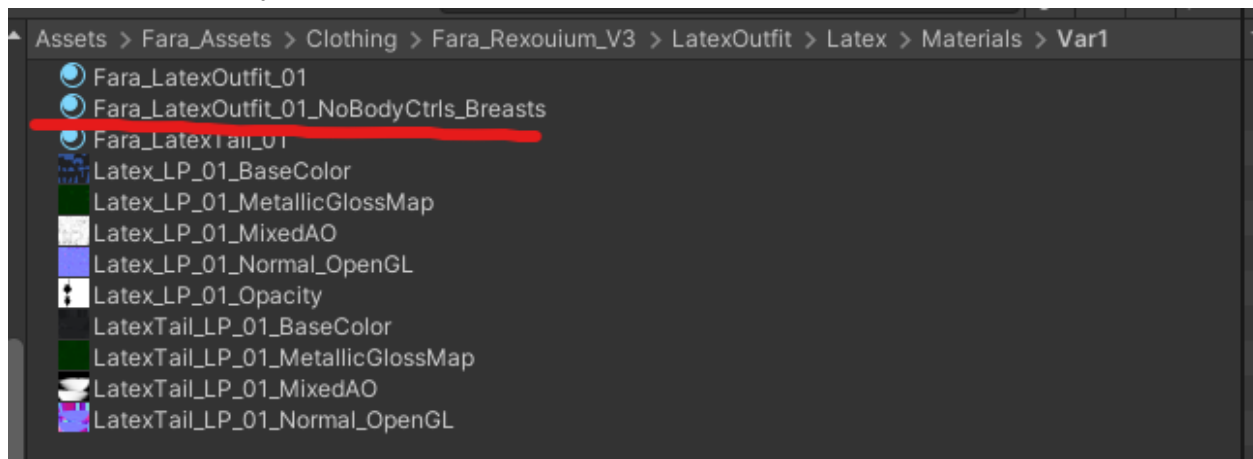 Assets > Fara_Assets > Clothing > Fara_Rexouium_V3 > LatexOutfit > Latex > Materials > Var1
Fara_LatexOutfit_01
Fara_LatexOutfit_01_NoBodyCtrls_Breasts
Fara_LatexTail_01
Latex_LP_01_BaseColor
Latex_LP_01_MetallicGlossMap
Latex_LP_01_MixedAO
Latex_LP_01_Normal_OpenGL
Latex_LP_01_Opacity
LatexTail_LP_01_BaseColor
LatexTail_LP_01_MetallicGlossMap
LatexTail_LP_01_MixedAO
LatexTail_LP_01_Normal_OpenGL